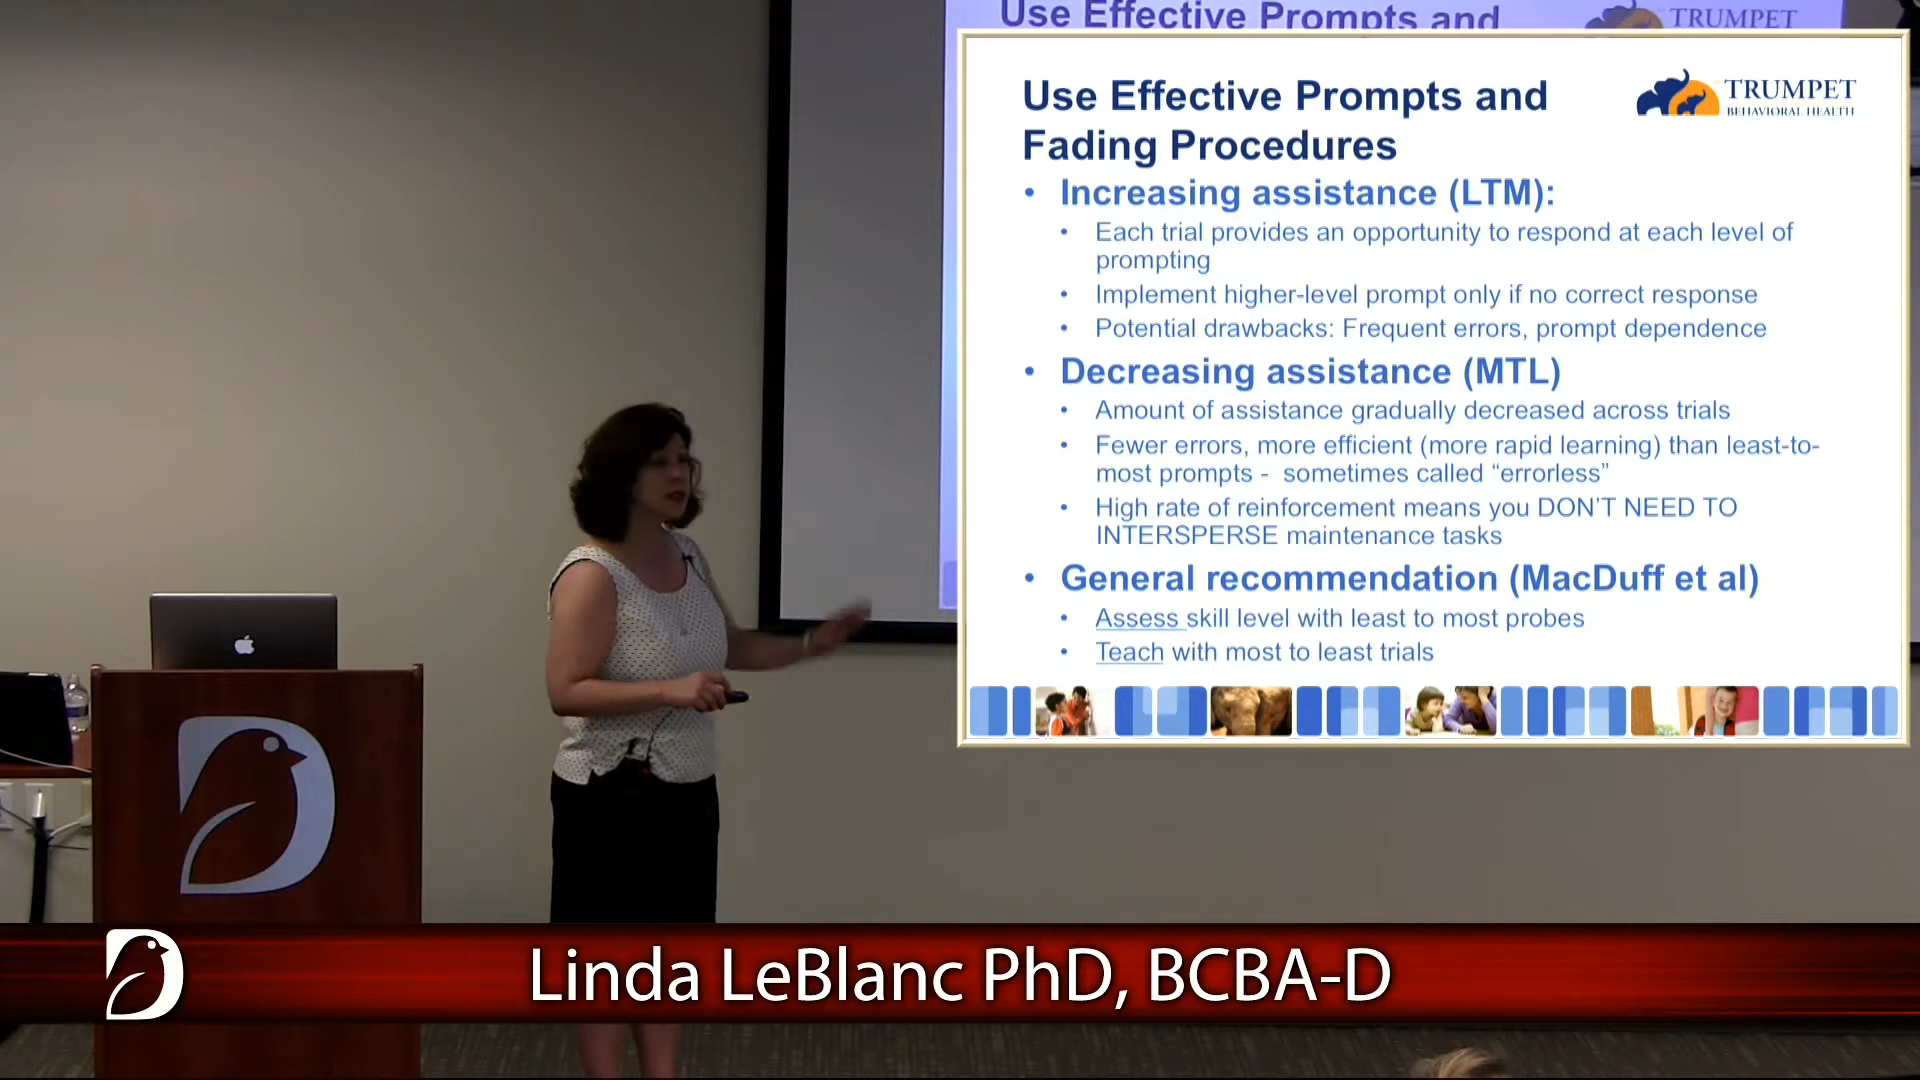 Use Effective Prompts and
TRUMPET
Use Effective Prompts and
Fading Procedures
TRUMPET
BEHAVIORAL HEALTH
• Increasing assistance (LTM):
• Each trial provides an opportunity to respond at each level of
prompting
• Implement higher-level prompt only if no correct response
• Potential drawbacks: Frequent errors, prompt dependence
• Decreasing assistance (MTL)
• Amount of assistance gradually decreased across trials
• Fewer errors, more efficient (more rapid learning) than least-to-
most prompts - sometimes called “errorless”
• High rate of reinforcement means you DON’T NEED TO
INTERSPERSE maintenance tasks
• General recommendation (MacDuff et al)
• Assess skill level with least to most probes
• Teach with most to least trials
Linda LeBlanc PhD, BCBA-D